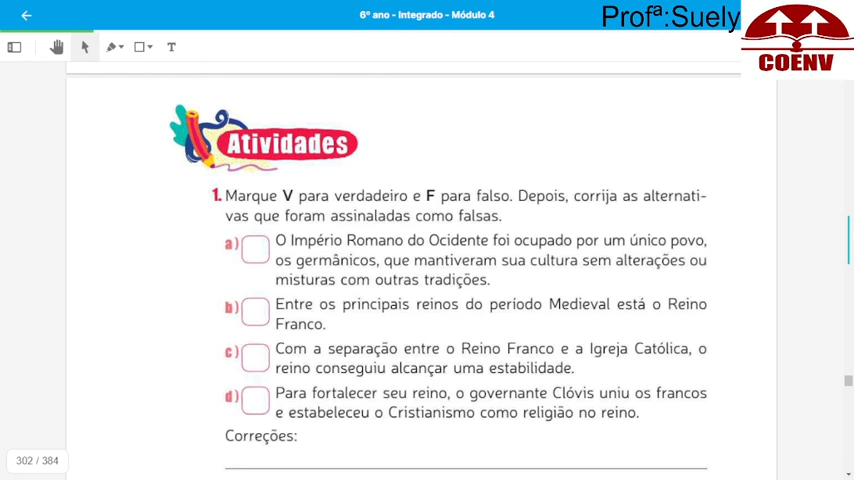 6º ano - Integrado - Módulo 4
Profª:Suely
COENV
T
Atividades
1. Marque V para verdadeiro e F para falso. Depois, corrija as alternati-
vas que foram assinaladas como falsas.
a) O Império Romano do Ocidente foi ocupado por um único povo,
os germânicos, que mantiveram sua cultura sem alterações ou
misturas com outras tradições.
b) Entre os principais reinos do período Medieval está o Reino
Franco.
c) Com a separação entre o Reino Franco e a Igreja Católica, o
reino conseguiu alcançar uma estabilidade.
d) Para fortalecer seu reino, o governante Clóvis uniu os francos
e estabeleceu o Cristianismo como religião no reino.
Correções:
302 / 384